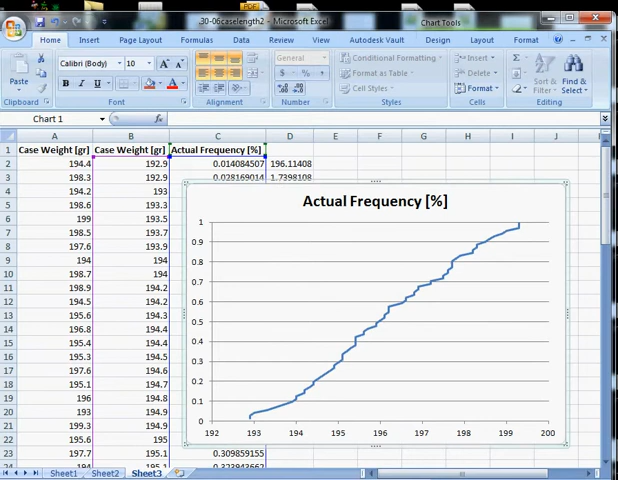 PDF
.30-06caselength2 - Microsoft Excel
Chart Tools
Home Insert Page Layout Formulas Data Review View Autodesk Vault Design Layout Format
Calibri (Body) 10 General Conditional Formatting Insert Σ
Paste B I U $ % , Format as Table Delete Sort & Filter Find & Select
Cell Styles Format
Clipboard Font Alignment Number Styles Cells Editing
Chart 1 fx
A B C D E F G H I J
1 Case Weight [gr] Case Weight [gr] Actual Frequency [%]
2 194.4 192.9 0.014084507 196.11408
3 198.3 192.9 0.028169014 1.7398108
4 194.2 193
5 198.6 193.3
6 199 193.5
7 198.5 193.7
8 197.6 193.9
9 194 194
10 198.7 194
11 198.9 194.2
12 194.5 194.2
13 195.6 194.3
14 196.8 194.4
15 195.4 194.4
16 195.3 194.5
17 197.6 194.6
18 195.1 194.7
19 196 194.8
20 193 194.9
21 199.3 194.9
22 195.6 195
23 197.7 195.1 0.309859155
24 194 195.1 0.323943662
Actual Frequency [%]
1
0.9
0.8
0.7
0.6
0.5
0.4
0.3
0.2
0.1
0
192 193 194 195 196 197 198 199 200
Sheet1 Sheet2 Sheet3